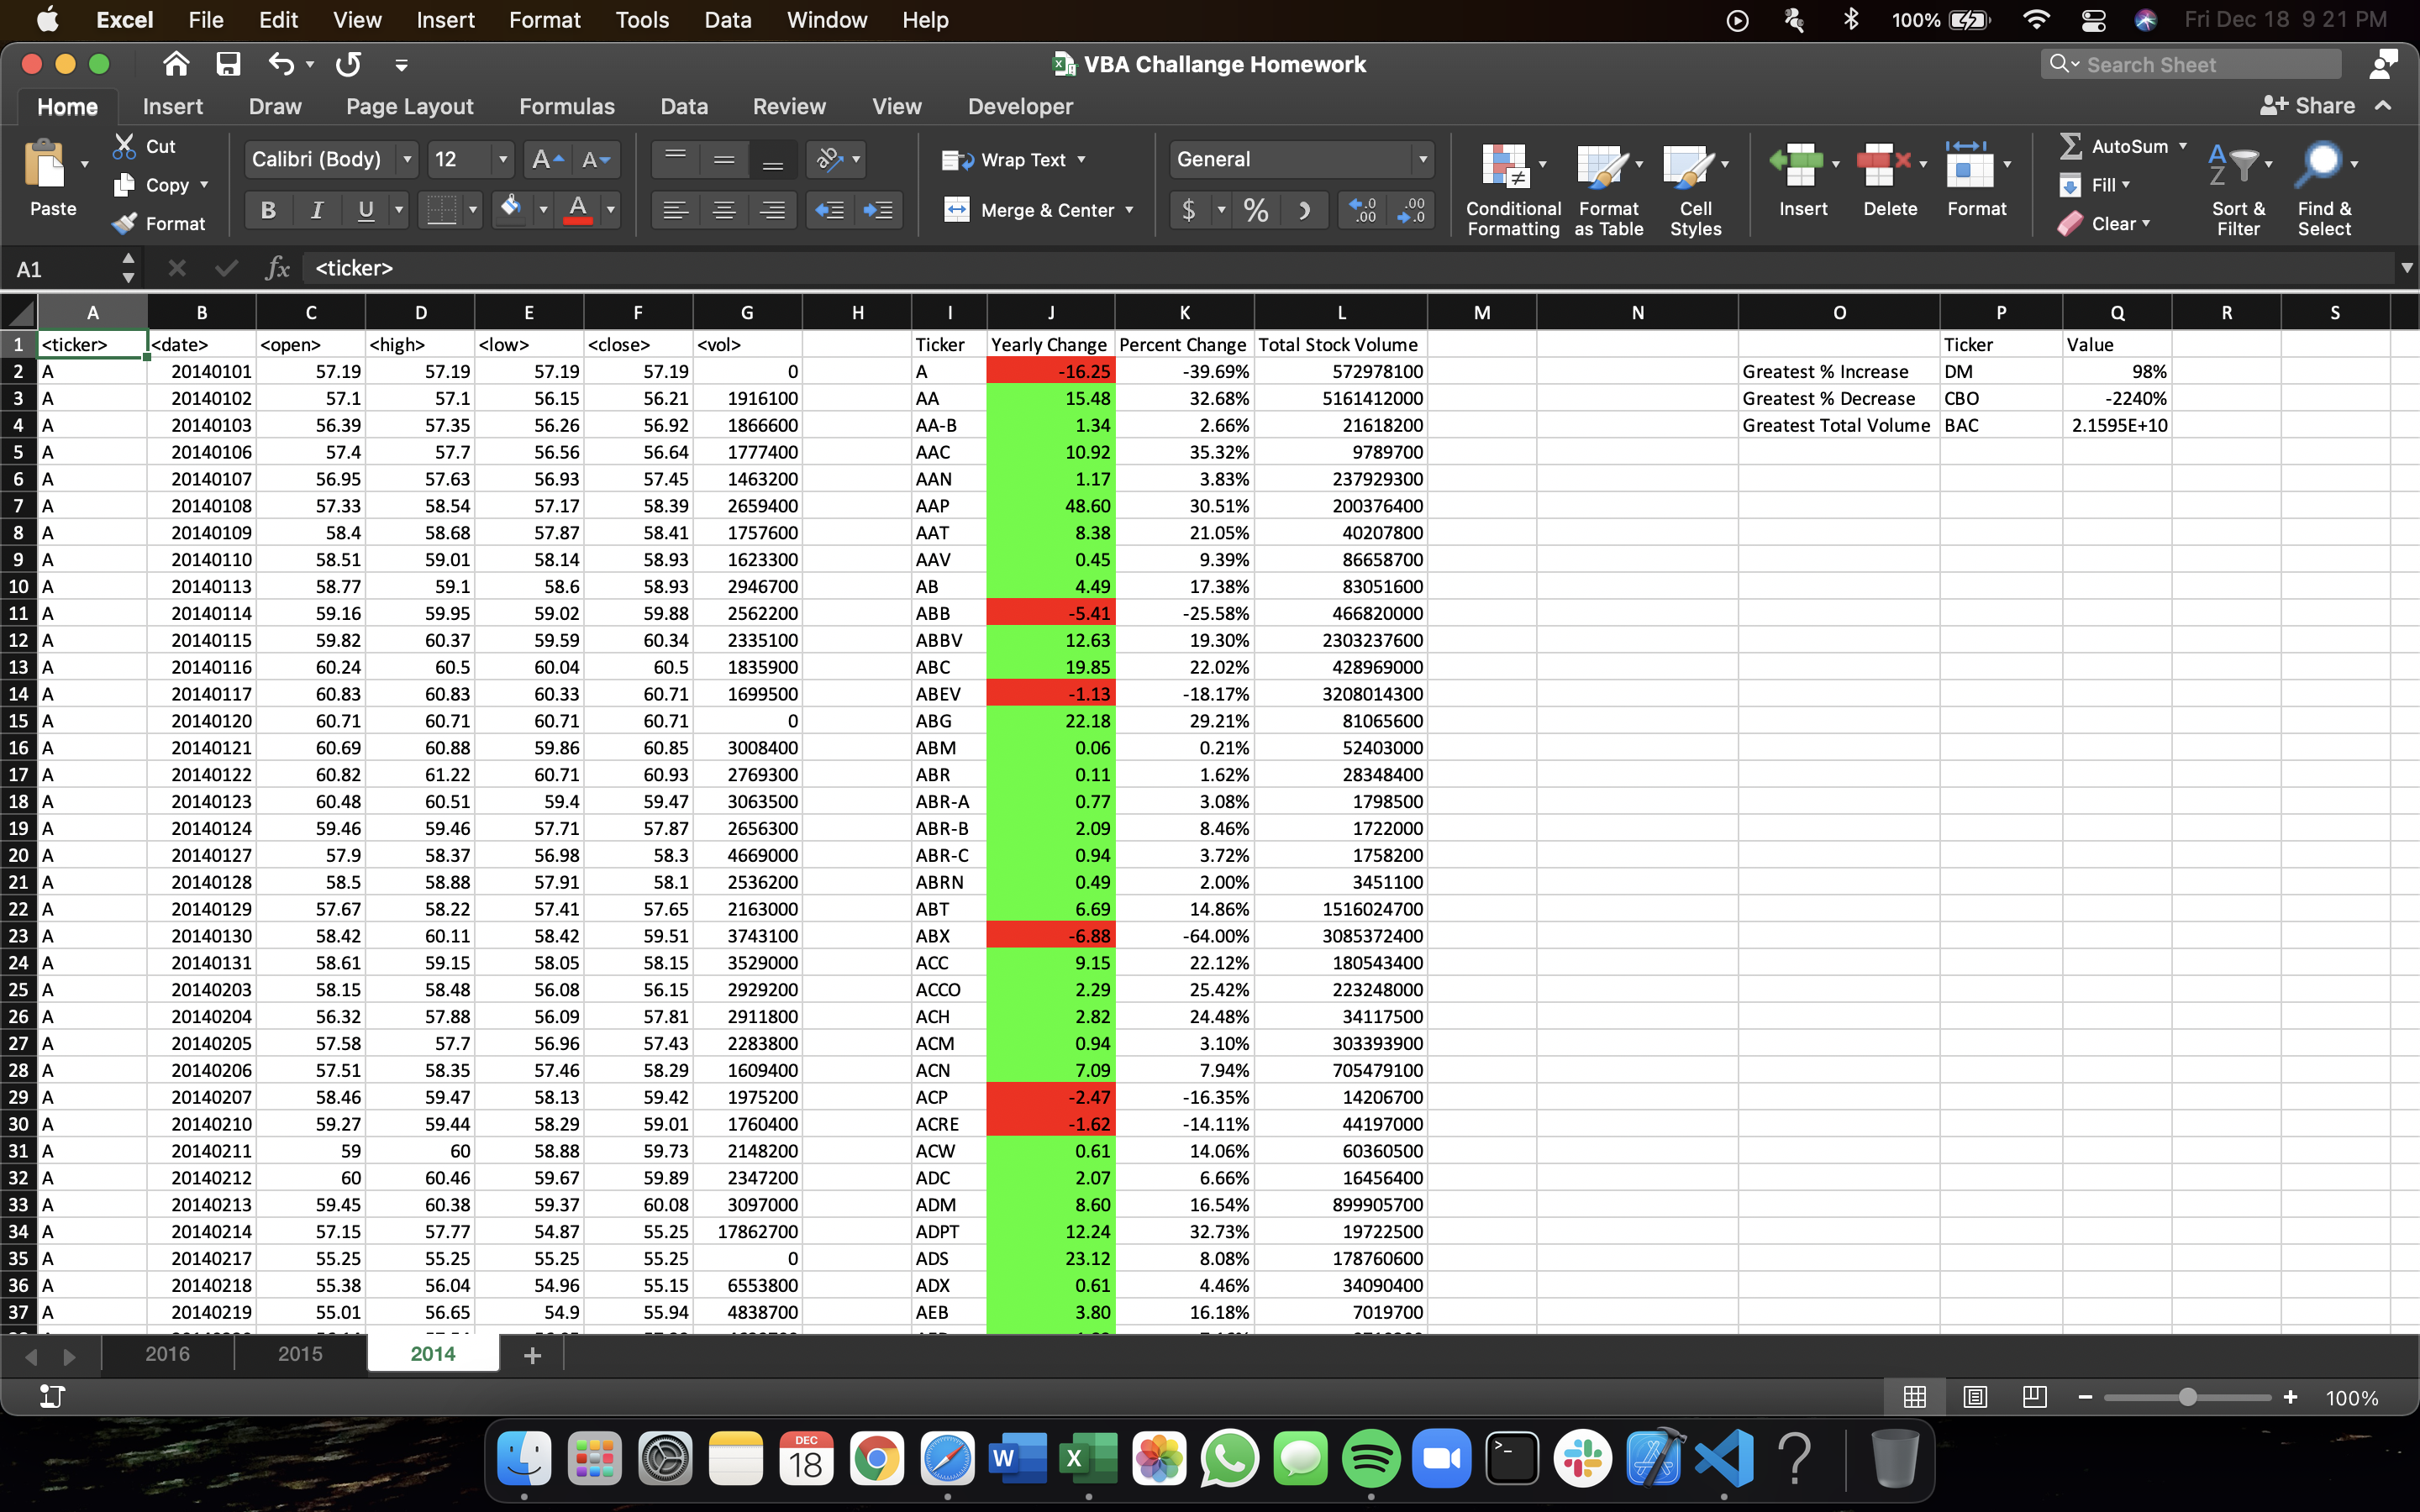 Excel File Edit View Insert Format Tools Data Window Help 100% Fri Dec 18 9 21 PM
VBA Challange Homework Search Sheet
Home Insert Draw Page Layout Formulas Data Review View Developer Share
Paste Cut Copy Format Calibri (Body) 12 A A Wrap Text General Conditional Formatting Format as Table Cell Styles Insert Delete Format AutoSum Fill Clear Sort & Filter Find & Select
B I U A Merge & Center $ %
A1 fx <ticker>
A B C D E F G H I J K L M N O P Q R S
1 <ticker> <date> <open> <high> <low> <close> <vol> Ticker Yearly Change Percent Change Total Stock Volume Ticker Value
2 A 20140101 57.19 57.19 57.19 57.19 0 A -16.25 -39.69% 572978100 Greatest % Increase DM 98%
3 A 20140102 57.1 57.1 56.15 56.21 1916100 AA 15.48 32.68% 5161412000 Greatest % Decrease CBO -2240%
4 A 20140103 56.39 57.35 56.26 56.92 1866600 AA-B 1.34 2.66% 21618200 Greatest Total Volume BAC 2.1595E+10
5 A 20140106 57.4 57.7 56.56 56.64 1777400 AAC 10.92 35.32% 9789700
6 A 20140107 56.95 57.63 56.93 57.45 1463200 AAN 1.17 3.83% 237929300
7 A 20140108 57.33 58.54 57.17 58.39 2659400 AAP 48.60 30.51% 200376400
8 A 20140109 58.4 58.68 57.87 58.41 1757600 AAT 8.38 21.05% 40207800
9 A 20140110 58.51 59.01 58.14 58.93 1623300 AAV 0.45 9.39% 86658700
10 A 20140113 58.77 59.1 58.6 58.93 2946700 AB 4.49 17.38% 83051600
11 A 20140114 59.16 59.95 59.02 59.88 2562200 ABB -5.41 -25.58% 466820000
12 A 20140115 59.82 60.37 59.59 60.34 2335100 ABBV 12.63 19.30% 2303237600
13 A 20140116 60.24 60.5 60.04 60.5 1835900 ABC 19.85 22.02% 428969000
14 A 20140117 60.83 60.83 60.33 60.71 1699500 ABEV -1.13 -18.17% 3208014300
15 A 20140120 60.71 60.71 60.71 60.71 0 ABG 22.18 29.21% 81065600
16 A 20140121 60.69 60.88 59.86 60.85 3008400 ABM 0.06 0.21% 52403000
17 A 20140122 60.82 61.22 60.71 60.93 2769300 ABR 0.11 1.62% 28348400
18 A 20140123 60.48 60.51 59.4 59.47 3063500 ABR-A 0.77 3.08% 1798500
19 A 20140124 59.46 59.46 57.71 57.87 2656300 ABR-B 2.09 8.46% 1722000
20 A 20140127 57.9 58.37 56.98 58.3 4669000 ABR-C 0.94 3.72% 1758200
21 A 20140128 58.5 58.88 57.91 58.1 2536200 ABRN 0.49 2.00% 3451100
22 A 20140129 57.67 58.22 57.41 57.65 2163000 ABT 6.69 14.86% 1516024700
23 A 20140130 58.42 60.11 58.42 59.51 3743100 ABX -6.88 -64.00% 3085372400
24 A 20140131 58.61 59.15 58.05 58.15 3529000 ACC 9.15 22.12% 180543400
25 A 20140203 58.15 58.48 56.08 56.15 2929200 ACCO 2.29 25.42% 223248000
26 A 20140204 56.32 57.88 56.09 57.81 2911800 ACH 2.82 24.48% 34117500
27 A 20140205 57.58 57.7 56.96 57.43 2283800 ACM 0.94 3.10% 303393900
28 A 20140206 57.51 58.35 57.46 58.29 1609400 ACN 7.09 7.94% 705479100
29 A 20140207 58.46 59.47 58.13 59.42 1975200 ACP -2.47 -16.35% 14206700
30 A 20140210 59.27 59.44 58.29 59.01 1760400 ACRE -1.62 -14.11% 44197000
31 A 20140211 59 60 58.88 59.73 2148200 ACW 0.61 14.06% 60360500
32 A 20140212 60 60.46 59.67 59.89 2347200 ADC 2.07 6.66% 16456400
33 A 20140213 59.45 60.38 59.37 60.08 3097000 ADM 8.60 16.54% 899905700
34 A 20140214 57.15 57.77 54.87 55.25 17862700 ADPT 12.24 32.73% 19722500
35 A 20140217 55.25 55.25 55.25 55.25 0 ADS 23.12 8.08% 178760600
36 A 20140218 55.38 56.04 54.96 55.15 6553800 ADX 0.61 4.46% 34090400
37 A 20140219 55.01 56.65 54.9 55.94 4838700 AEB 3.80 16.18% 7019700
2016 2015 2014 +
100%
DEC 18 W X